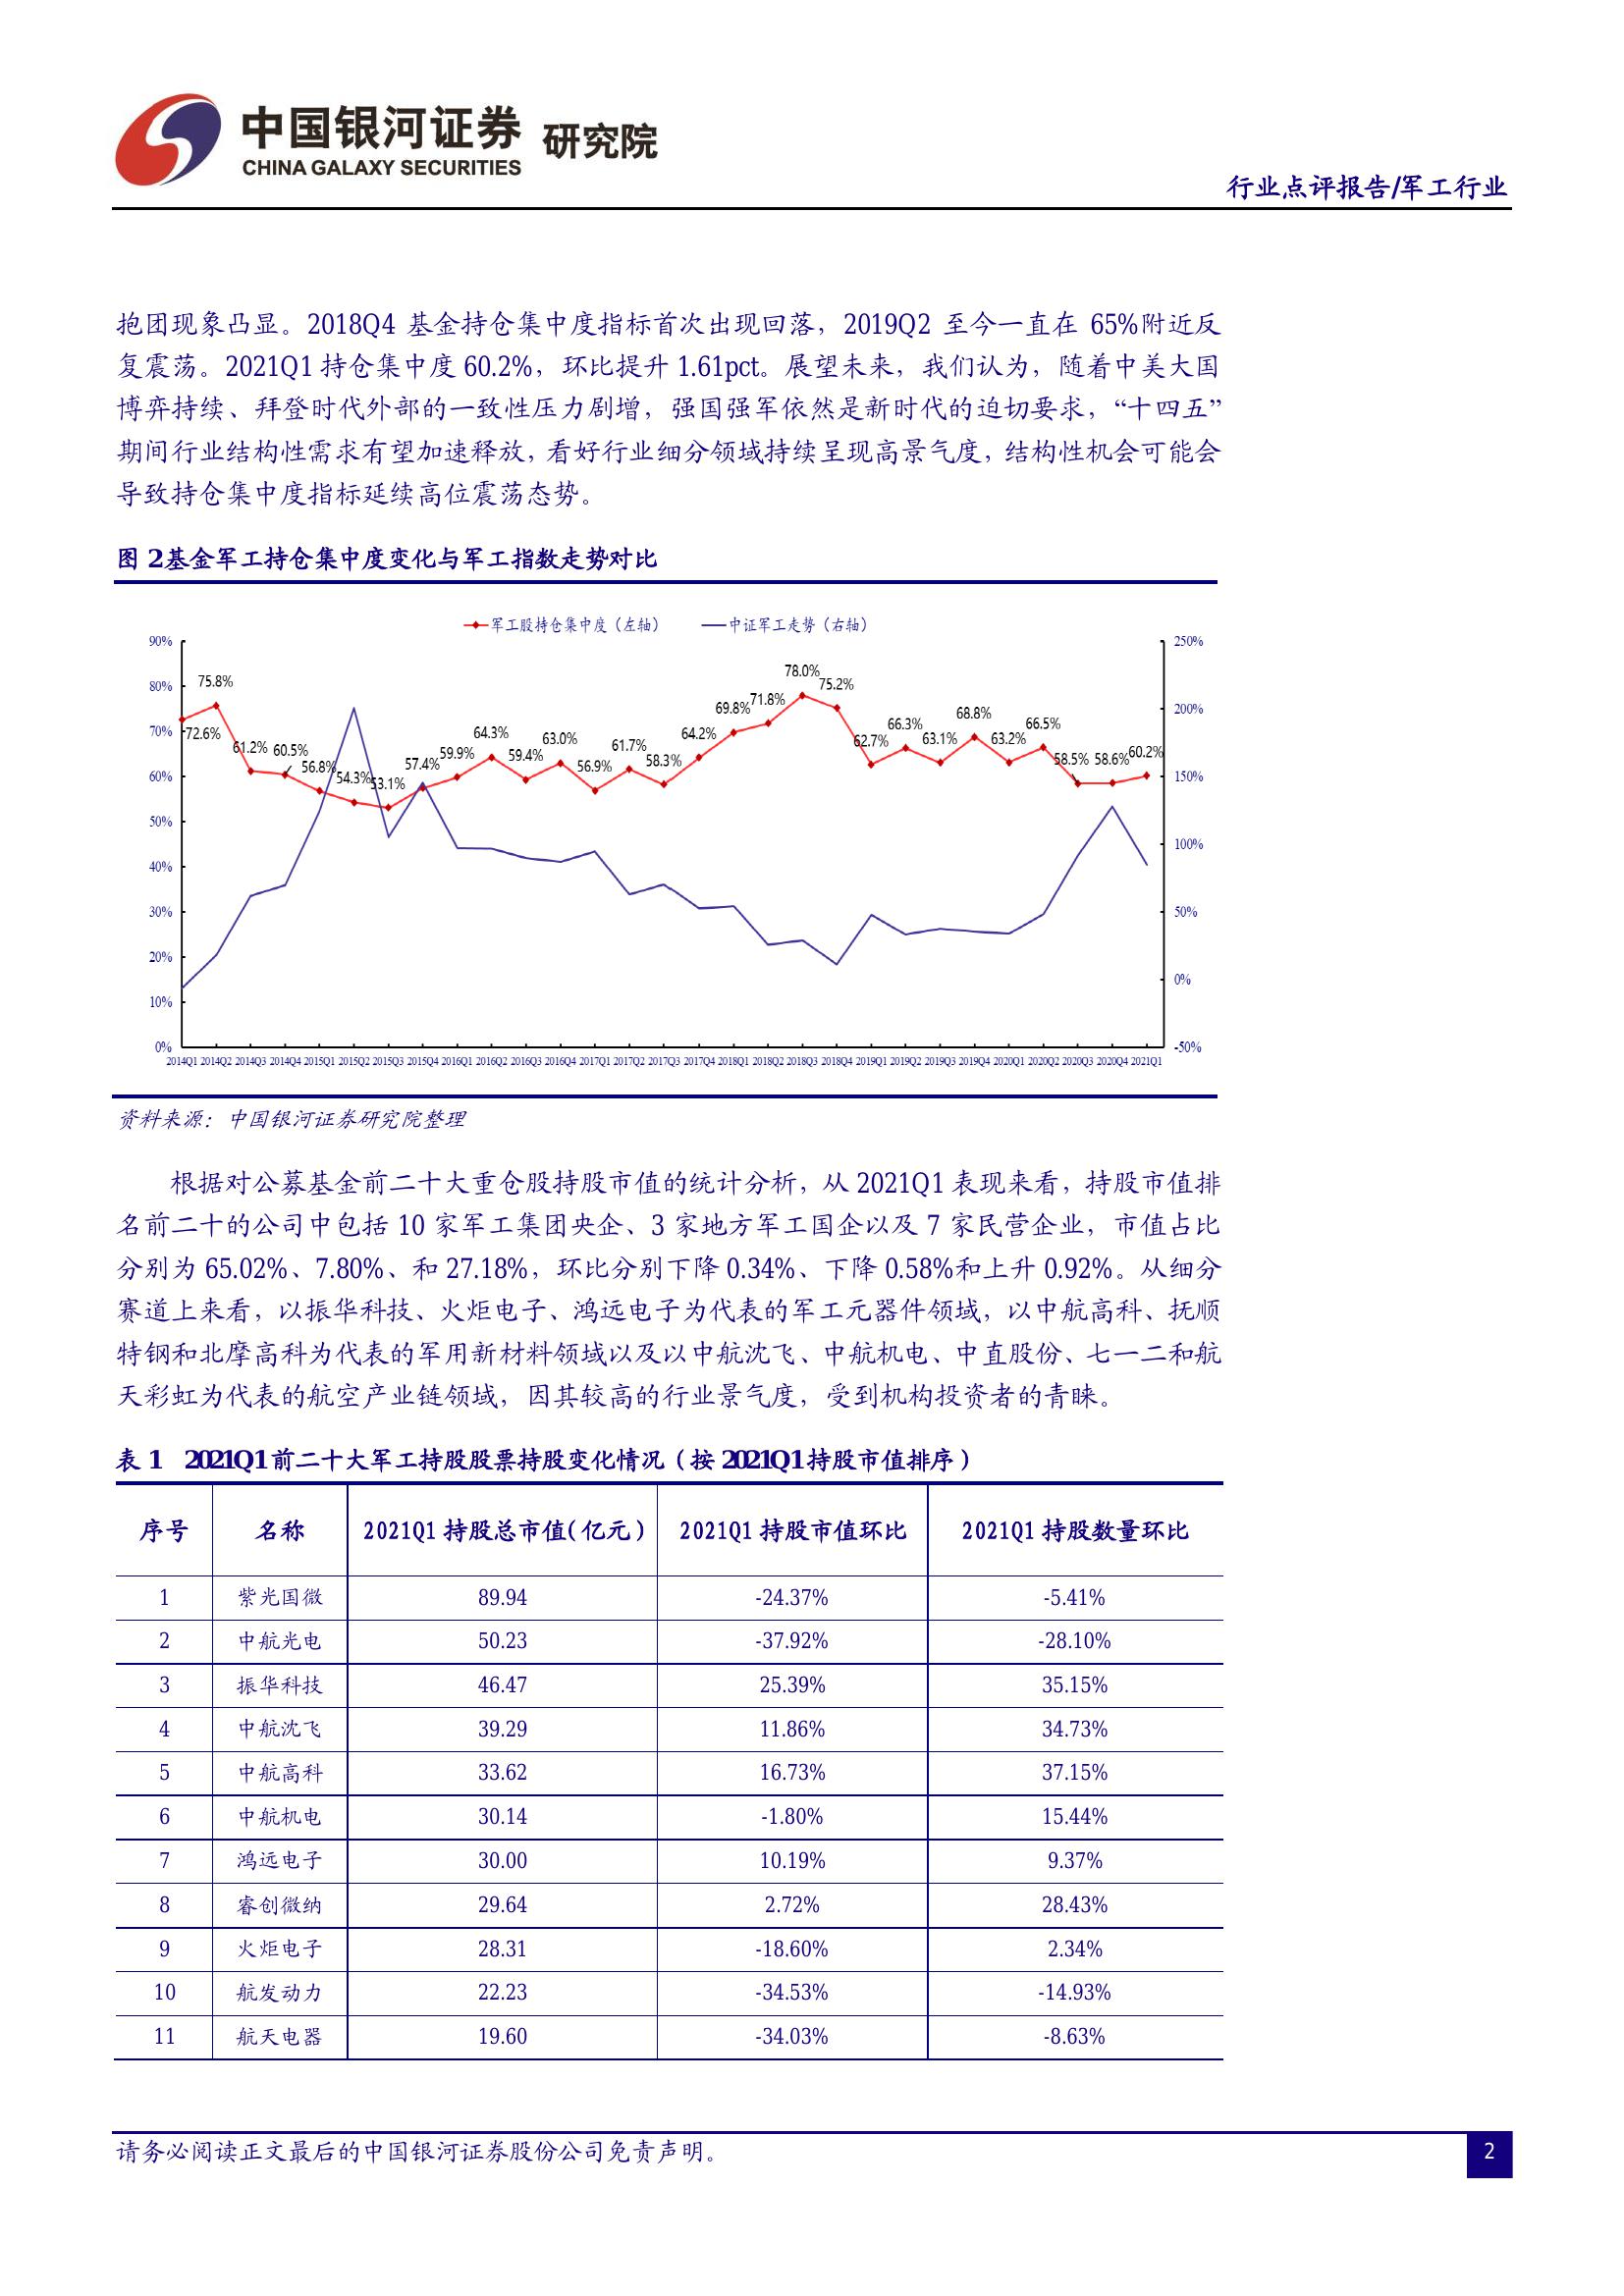 中国银河证券 研究院
CHINA GALAXY SECURITIES
行业点评报告/军工行业
抱团现象凸显。2018Q4 基金持仓集中度指标首次出现回落，2019Q2 至今一直在 65%附近反
复震荡。2021Q1 持仓集中度 60.2%，环比提升 1.61pct。展望未来，我们认为，随着中美大国
博弈持续、拜登时代外部的一致性压力剧增，强国强军依然是新时代的迫切要求，“十四五”
期间行业结构性需求有望加速释放，看好行业细分领域持续呈现高景气度，结构性机会可能会
导致持仓集中度指标延续高位震荡态势。
图 2基金军工持仓集中度变化与军工指数走势对比
军工股持仓集中度（左轴） 中证军工走势（右轴）
90% 80% 70% 60% 50% 40% 30% 20% 10% 0%
250% 200% 150% 100% 50% 0% -50%
72.6% 75.8% 61.2% 60.5% 56.8% 54.3% 53.1% 57.4% 59.9% 64.3% 59.4% 63.0% 56.9% 61.7% 58.3% 64.2% 69.8% 71.8% 78.0% 75.2% 62.7% 66.3% 63.1% 68.8% 63.2% 66.5% 58.5% 58.6% 60.2%
2014Q1 2014Q2 2014Q3 2014Q4 2015Q1 2015Q2 2015Q3 2015Q4 2016Q1 2016Q2 2016Q3 2016Q4 2017Q1 2017Q2 2017Q3 2017Q4 2018Q1 2018Q2 2018Q3 2018Q4 2019Q1 2019Q2 2019Q3 2019Q4 2020Q1 2020Q2 2020Q3 2020Q4 2021Q1
资料来源：中国银河证券研究院整理
根据对公募基金前二十大重仓股持股市值的统计分析，从 2021Q1 表现来看，持股市值排
名前二十的公司中包括 10 家军工集团央企、3 家地方军工国企以及 7 家民营企业，市值占比
分别为 65.02%、7.80%、和 27.18%，环比分别下降 0.34%、下降 0.58%和上升 0.92%。从细分
赛道上来看，以振华科技、火炬电子、鸿远电子为代表的军工元器件领域，以中航高科、抚顺
特钢和北摩高科为代表的军用新材料领域以及以中航沈飞、中航机电、中直股份、七一二和航
天彩虹为代表的航空产业链领域，因其较高的行业景气度，受到机构投资者的青睐。
表 1 2021Q1前二十大军工持股股票持股变化情况（按 2021Q1持股市值排序）
序号 名称 2021Q1 持股总市值(亿元) 2021Q1 持股市值环比 2021Q1 持股数量环比
1 紫光国微 89.94 -24.37% -5.41%
2 中航光电 50.23 -37.92% -28.10%
3 振华科技 46.47 25.39% 35.15%
4 中航沈飞 39.29 11.86% 34.73%
5 中航高科 33.62 16.73% 37.15%
6 中航机电 30.14 -1.80% 15.44%
7 鸿远电子 30.00 10.19% 9.37%
8 睿创微纳 29.64 2.72% 28.43%
9 火炬电子 28.31 -18.60% 2.34%
10 航发动力 22.23 -34.53% -14.93%
11 航天电器 19.60 -34.03% -8.63%
请务必阅读正文最后的中国银河证券股份公司免责声明。
2